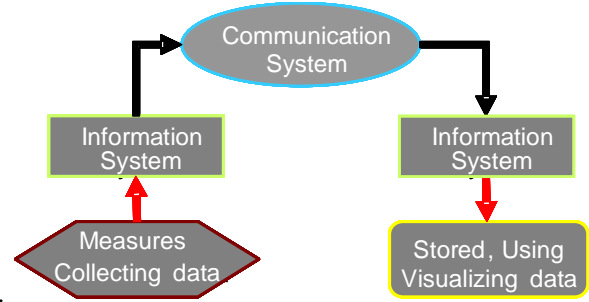 Communication
System
Information
System
Information
System
Measures
Collecting data
Stored, Using
Visualizing data
.